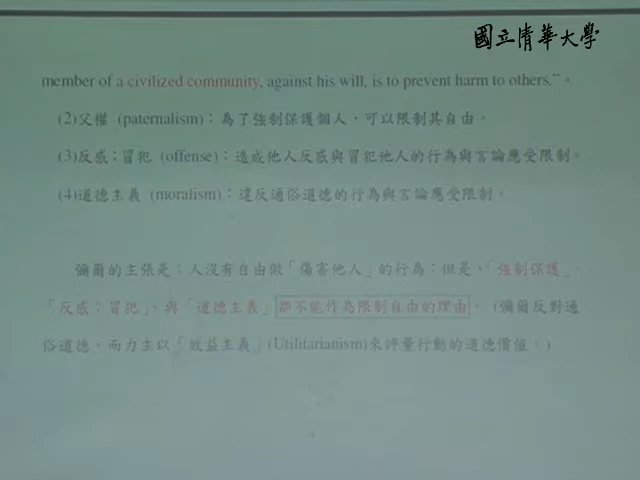 國立清華大學
member of a civilized community, against his will, is to prevent harm to others.”。
(2)父權 (paternalism)：為了強制保護個人，可以限制其自由。
(3)反感；冒犯 (offense)：造成他人反感與冒犯他人的行為與言論應受限制。
(4)道德主義 (moralism)：違反通俗道德的行為與言論應受限制。
彌爾的主張是：人沒有自由做「傷害他人」的行為；但是，「強制保護」、
「反感；冒犯」、與「道德主義」都不能作為限制自由的理由。(彌爾反對通
俗道德，而力主以「效益主義」(Utilitarianism)來評量行動的道德價值。)